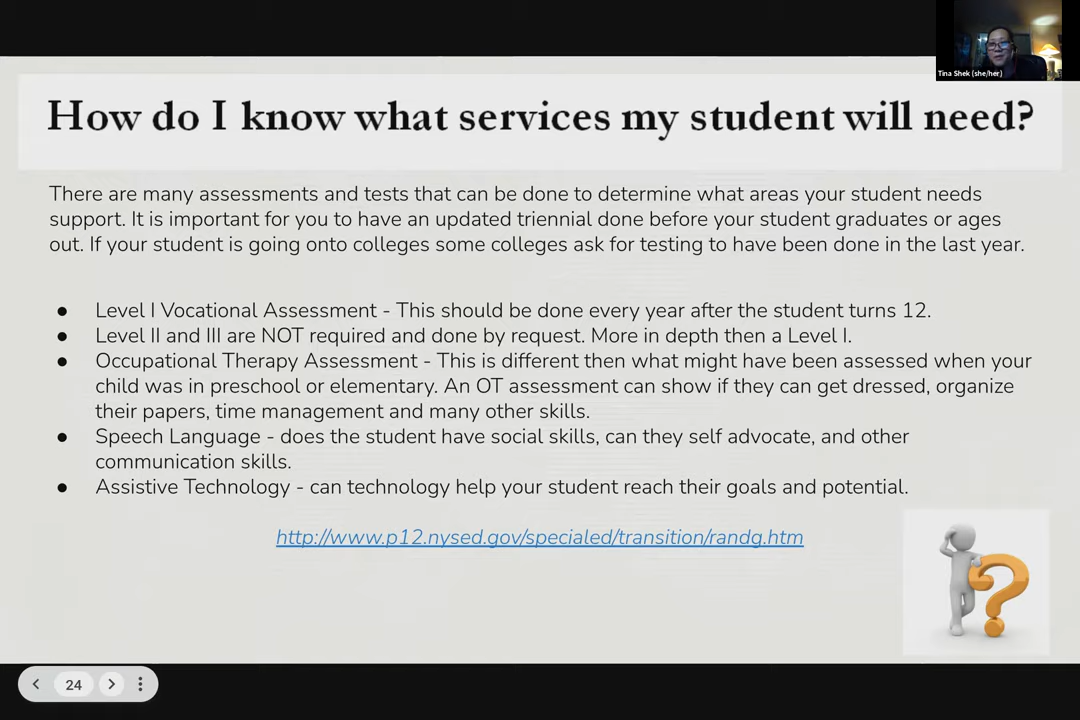 Tina Shek (she/her)
How do I know what services my student will need?
There are many assessments and tests that can be done to determine what areas your student needs
support. It is important for you to have an updated triennial done before your student graduates or ages
out. If your student is going onto colleges some colleges ask for testing to have been done in the last year.
● Level I Vocational Assessment - This should be done every year after the student turns 12.
● Level II and III are NOT required and done by request. More in depth then a Level I.
● Occupational Therapy Assessment - This is different then what might have been assessed when your
child was in preschool or elementary. An OT assessment can show if they can get dressed, organize
their papers, time management and many other skills.
● Speech Language - does the student have social skills, can they self advocate, and other
communication skills.
● Assistive Technology - can technology help your student reach their goals and potential.
http://www.p12.nysed.gov/specialed/transition/randg.htm
24